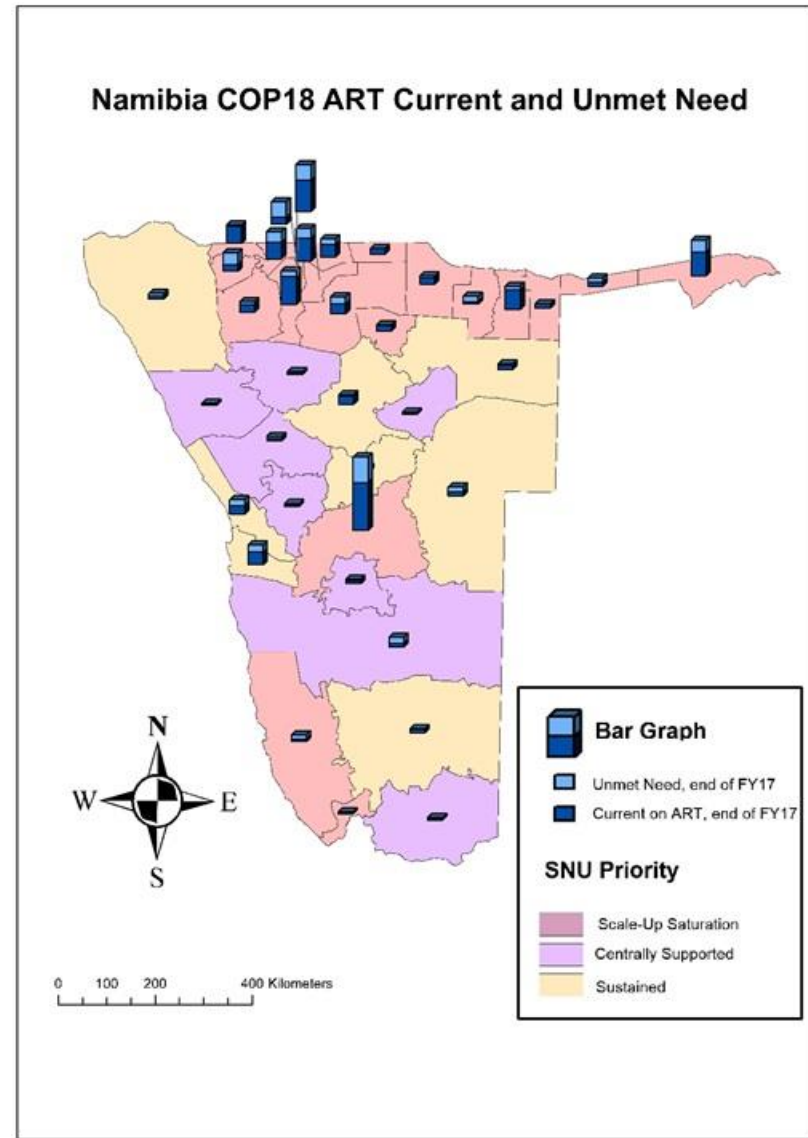 Namibia COP18 ART Current and Unmet Need
N
W
E
S
0 100 200 400 Kilometers
Bar Graph
Unmet Need, end of FY17
Current on ART, end of FY17
SNU Priority
Scale-Up Saturation
Centrally Supported
Sustained